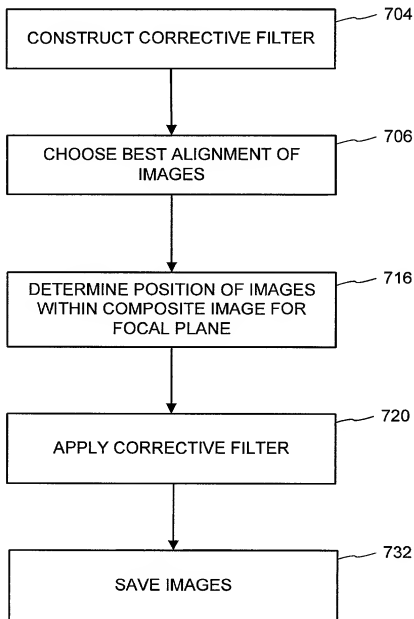 704
CONSTRUCT CORRECTIVE FILTER
706
CHOOSE BEST ALIGNMENT OF
IMAGES
716
DETERMINE POSITION OF IMAGES
WITHIN COMPOSITE IMAGE FOR
FOCAL PLANE
720
APPLY CORRECTIVE FILTER
732
SAVE IMAGES